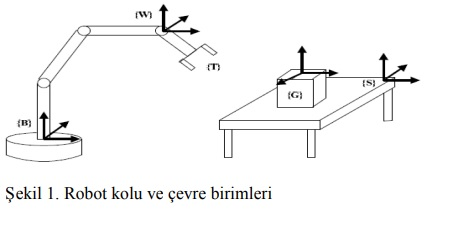 {W}
{T}
{G}
{S}
{B}
Şekil 1. Robot kolu ve çevre birimleri